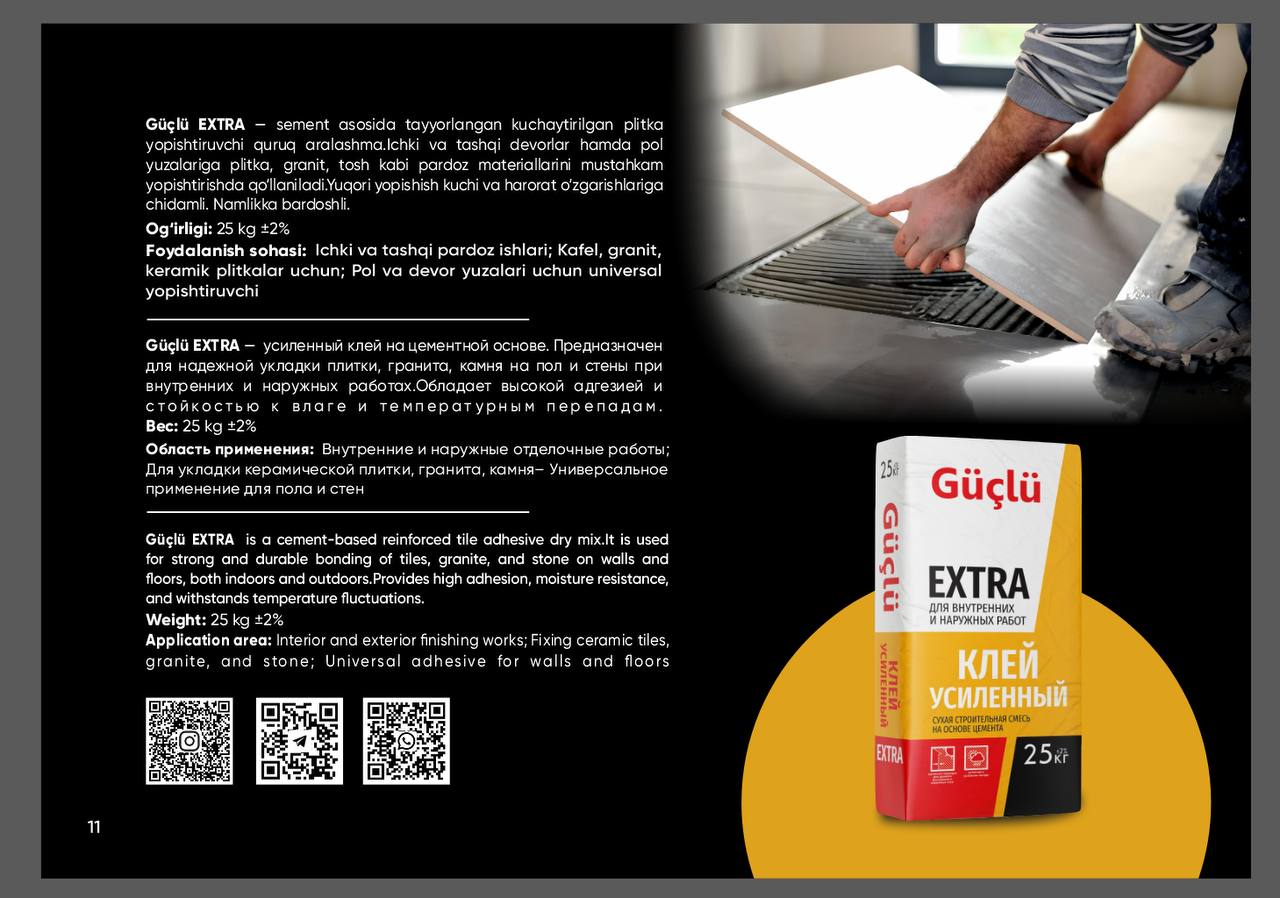 Güçlü EXTRA – sement asosida tayyorlangan kuchaytirilgan plitka
yopishtiruvchi quruq aralashma.Ichki va tashqi devorlar hamda pol
yuzalariga plitka, granit, tosh kabi pardoz materiallarini mustahkam
yopishtirishda qo‘llaniladi.Yuqori yopishish kuchi va harorat o‘zgarishlariga
chidamli. Namlikka bardoshli.
Og‘irligi: 25 kg ±2%
Foydalanish sohasi: Ichki va tashqi pardoz ishlari; Kafel, granit,
keramik plitkalar uchun; Pol va devor yuzalari uchun universal
yopishtiruvchi
Güçlü EXTRA – усиленный клей на цементной основе. Предназначен
для надежной укладки плитки, гранита, камня на пол и стены при
внутренних и наружных работах.Обладает высокой адгезией и
стойкостью к влаге и температурным перепадам.
Вес: 25 kg ±2%
Область применения: Внутренние и наружные отделочные работы;
Для укладки керамической плитки, гранита, камня– Универсальное
применение для пола и стен
Güçlü EXTRA is a cement-based reinforced tile adhesive dry mix.It is used
for strong and durable bonding of tiles, granite, and stone on walls and
floors, both indoors and outdoors.Provides high adhesion, moisture resistance,
and withstands temperature fluctuations.
Weight: 25 kg ±2%
Application area: Interior and exterior finishing works; Fixing ceramic tiles,
granite, and stone; Universal adhesive for walls and floors
11
25 кг
Güçlü
КЛЕЙ
УСИЛЕННЫЙ
EXTRA
Güçlü
EXTRA
ДЛЯ ВНУТРЕННИХ
И НАРУЖНЫХ РАБОТ
КЛЕЙ
УСИЛЕННЫЙ
СУХАЯ СТРОИТЕЛЬНАЯ СМЕСЬ
НА ОСНОВЕ ЦЕМЕНТА
25 ±2% кг